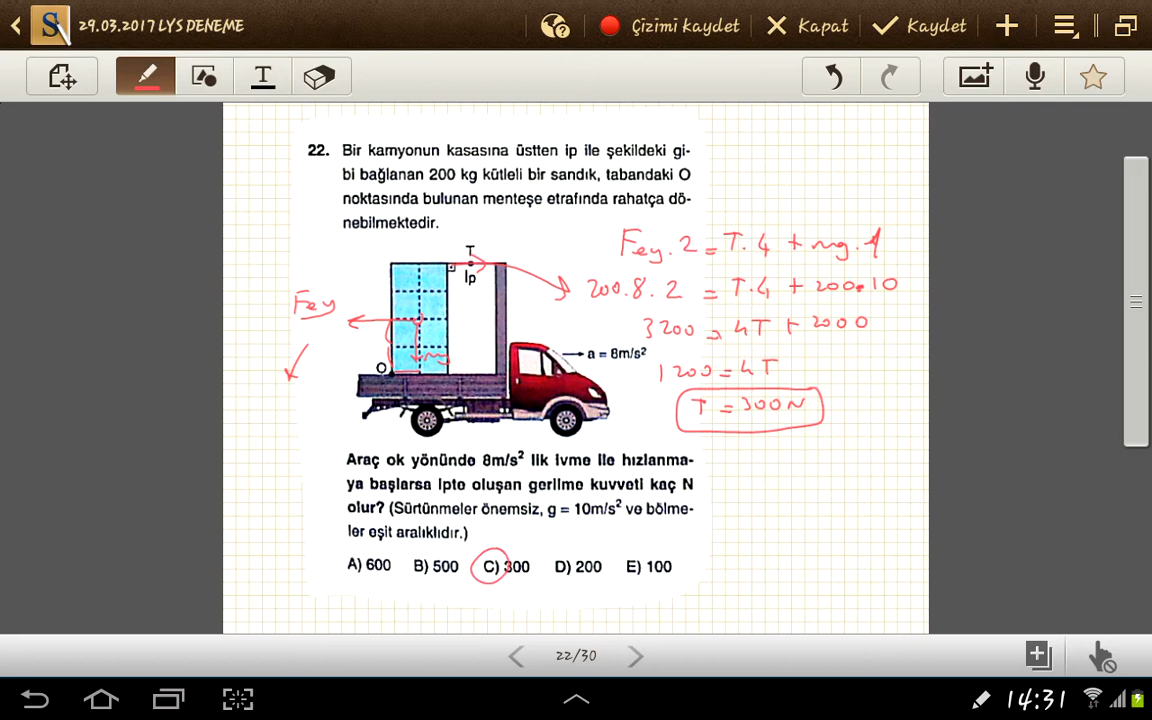 29.03.2017 LYS DENEME
Çizimi kaydet
Kapat
Kaydet
22. Bir kamyonun kasasına üstten ip ile şekildeki gi-
bi bağlanan 200 kg kütleli bir sandık, tabandaki O
noktasında bulunan menteşe etrafında rahatça dö-
nebilmektedir.
T
İp
Fey
mg
O
a = 8m/s²
Fey.2 = T.4 + mg.1
200.8.2 = T.4 + 200.10
3200 = 4T + 2000
1200 = 4T
T = 300N
Araç ok yönünde 8m/s² lik ivme ile hızlanma-
ya başlarsa ipte oluşan gerilme kuvveti kaç N
olur? (Sürtünmeler önemsiz, g = 10m/s² ve bölme-
ler eşit aralıklıdır.)
A) 600 B) 500 C) 300 D) 200 E) 100
22/30
14:31